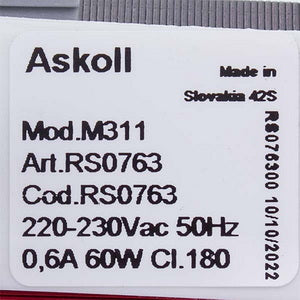 Askoll
Made in
Slovakia 42S
Mod.M311
Art.RS0763
Cod.RS0763
220-230Vac 50Hz
0,6A 60W Cl.180
RS076300 10/10/2022